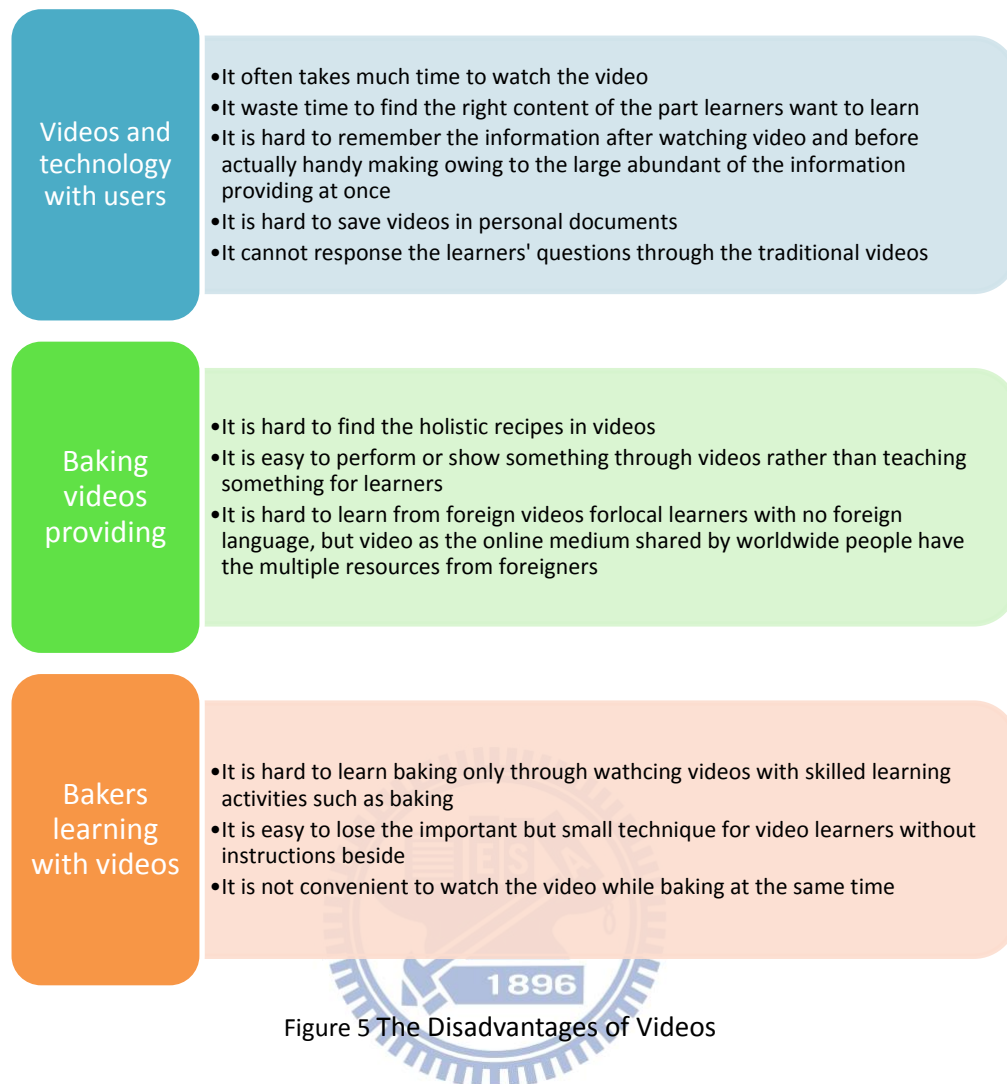 Videos and
technology
with users
•It often takes much time to watch the video
•It waste time to find the right content of the part learners want to learn
•It is hard to remember the information after watching video and before
actually handy making owing to the large abundant of the information
providing at once
•It is hard to save videos in personal documents
•It cannot response the learners' questions through the traditional videos
Baking
videos
providing
•It is hard to find the holistic recipes in videos
•It is easy to perform or show something through videos rather than teaching
something for learners
•It is hard to learn from foreign videos forlocal learners with no foreign
language, but video as the online medium shared by worldwide people have
the multiple resources from foreigners
Bakers
learning
with videos
•It is hard to learn baking only through wathcing videos with skilled learning
activities such as baking
•It is easy to lose the important but small technique for video learners without
instructions beside
•It is not convenient to watch the video while baking at the same time
ES
A
1896
Figure 5 The Disadvantages of Videos